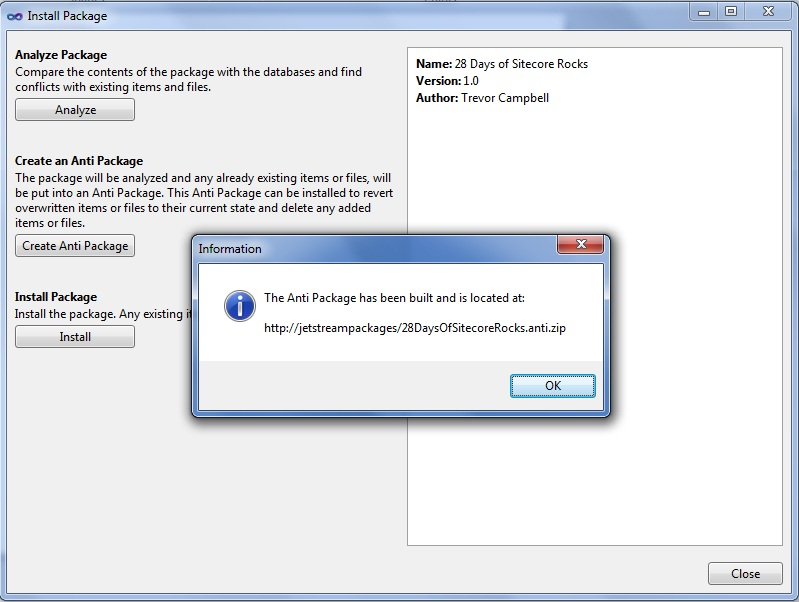 Install Package
Analyze Package
Compare the contents of the package with the databases and find
conflicts with existing items and files.
Analyze
Create an Anti Package
The package will be analyzed and any already existing items or files, will
be put into an Anti Package. This Anti Package can be installed to revert
overwritten items or files to their current state and delete any added
items or files.
Create Anti Package
Install Package
Install the package. Any existing
Install
Name: 28 Days of Sitecore Rocks
Version: 1.0
Author: Trevor Campbell
Information
The Anti Package has been built and is located at:
http://jetstreampackages/28DaysOfSitecoreRocks.anti.zip
OK
Close